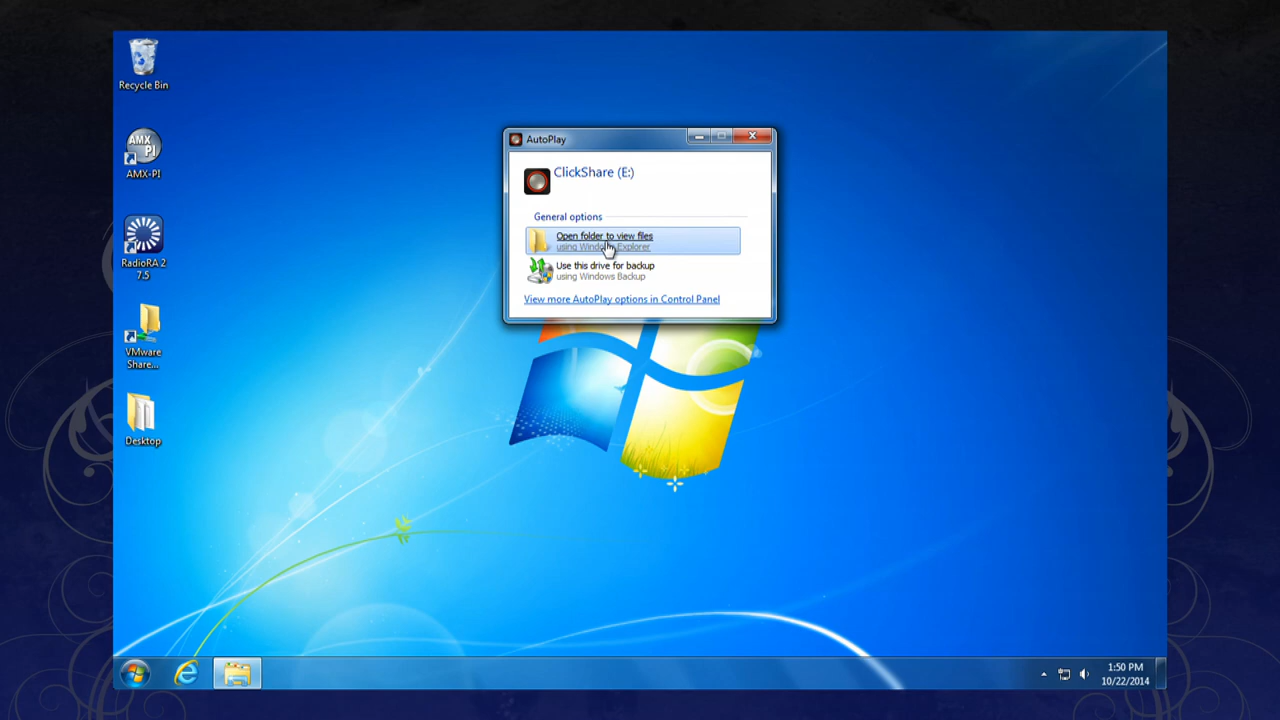 Recycle Bin
AMX
PI
AMX-PI
RadioRA 2
7.5
VMware
Share...
Desktop
AutoPlay
ClickShare (E:)
General options
Open folder to view files
using Windows Explorer
Use this drive for backup
using Windows Backup
View more AutoPlay options in Control Panel
1:50 PM
10/22/2014